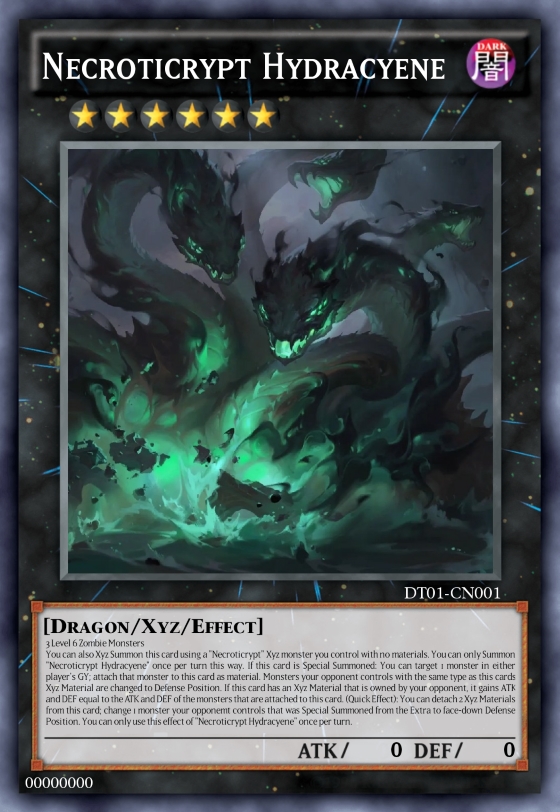 NECROTICRYPT HYDRACYENE
DARK
闇
DT01-CN001
[DRAGON/XYZ/EFFECT]
3 Level 6 Zombie Monsters
You can also Xyz Summon this card using a "Necroticrypt" Xyz monster you control with no materials. You can only Summon
"Necroticrypt Hydracyene" once per turn this way. If this card is Special Summoned: You can target 1 monster in either
player's GY; attach that monster to this card as material. Monsters your opponent controls with the same type as this cards
Xyz Material are changed to Defense Position. If this card has an Xyz Material that is owned by your opponent, it gains ATK
and DEF equal to the ATK and DEF of the monsters that are attached to this card. (Quick Effect): You can detach 2 Xyz Materials
from this card; change 1 monster your opponemt controls that was Special Summoned from the Extra to face-down Defense
Position. You can only use this effect of "Necroticrypt Hydracyene" once per turn.
ATK/ 0 DEF/ 0
00000000